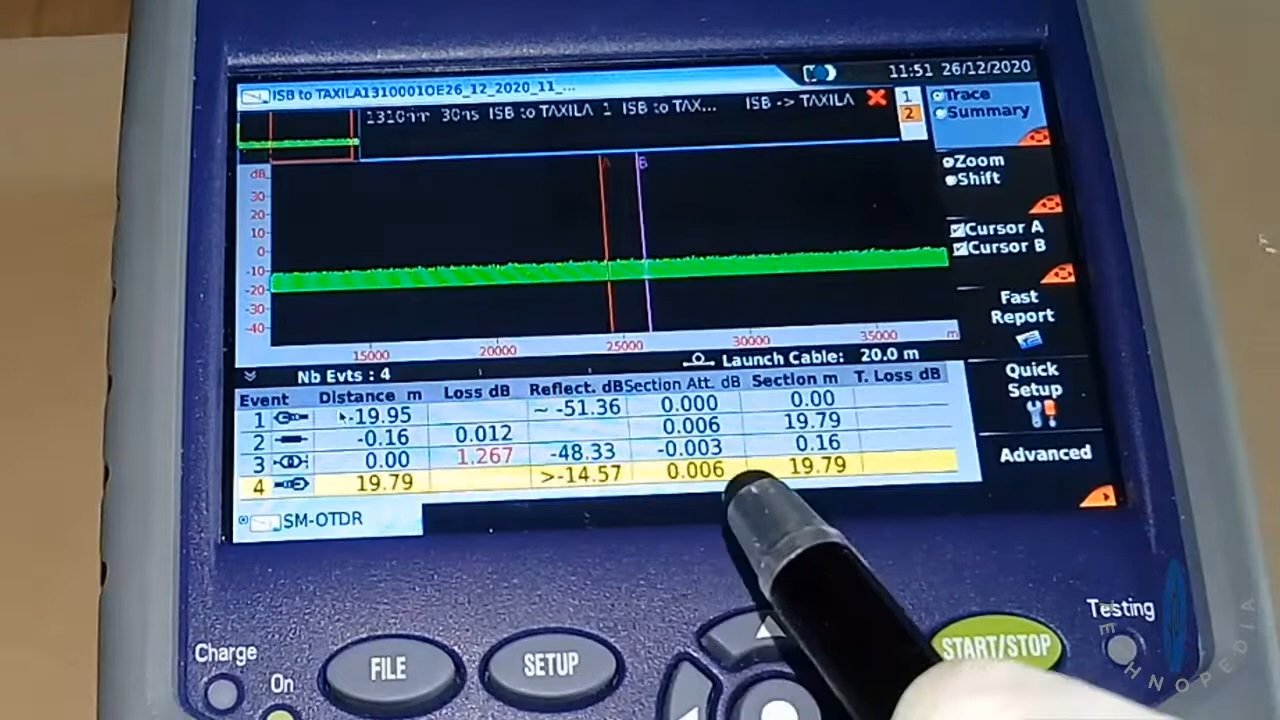 ISB to TAXILA1310001OE26_12_2020_11_...
11:51 26/12/2020
1310nm 30ns ISB to TAXILA 1 ISB to TAX... ISB -> TAXILA
1
2
Trace
Summary
Zoom
Shift
Cursor A
Cursor B
Fast
Report
Quick
Setup
Advanced
A
B
dB
30
20
10
0
-10
-20
-30
-40
15000 20000 25000 30000 35000 m
Nb Evts : 4
Launch Cable: 20.0 m
Event Distance m Loss dB Reflect. dB Section Att. dB Section m T. Loss dB
1 -19.95 ~ -51.36 0.000 0.00
2 -0.16 0.012 0.006 19.79
3 0.00 1.267 -48.33 -0.003 0.16
4 19.79 >-14.57 0.006 19.79
SM-OTDR
Charge
On
FILE
SETUP
START/STOP
Testing